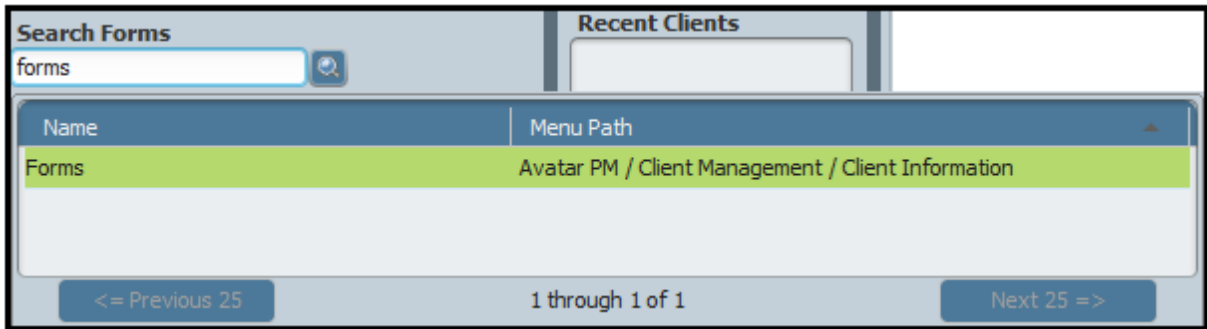 Search Forms
Recent Clients
forms
Name Menu Path
Forms Avatar PM / Client Management / Client Information
<= Previous 25 1 through 1 of 1 Next 25 =>